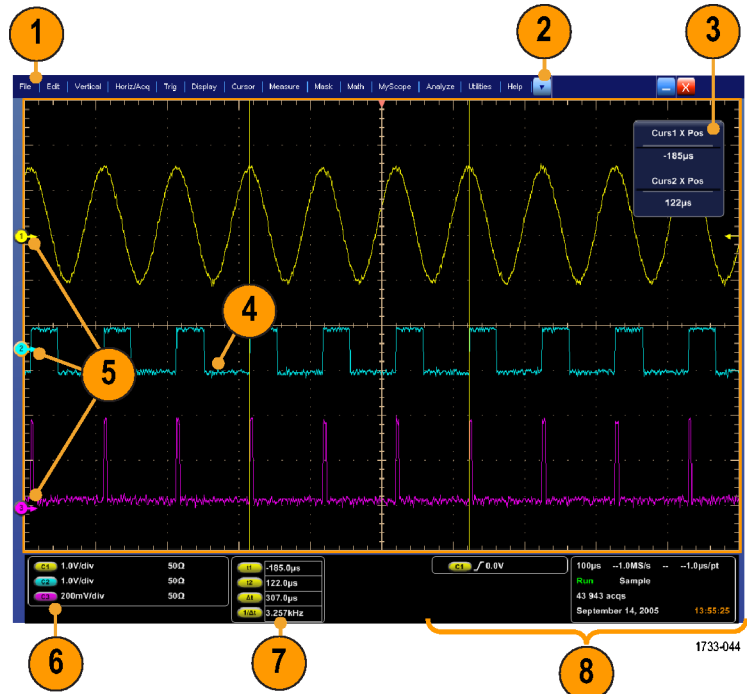 1
2
3
File Edit Vertical Horiz/Acq Trig Display Cursor Measure Mask Math MyScope Analyze Utilities Help
X
Curs1 X Pos
-185µs
Curs2 X Pos
122µs
1
4
2
5
3
C1 1.0V/div 50Ω
C2 1.0V/div 50Ω
C3 200mV/div 50Ω
t1 -185.0µs
t2 122.0µs
Δt 307.0µs
1/Δt 3.257kHz
C1 0.0V
100µs --1.0MS/s -- --1.0µs/pt
Run Sample
43 943 acqs
September 14, 2005 13:55:25
1733-044
6
7
8